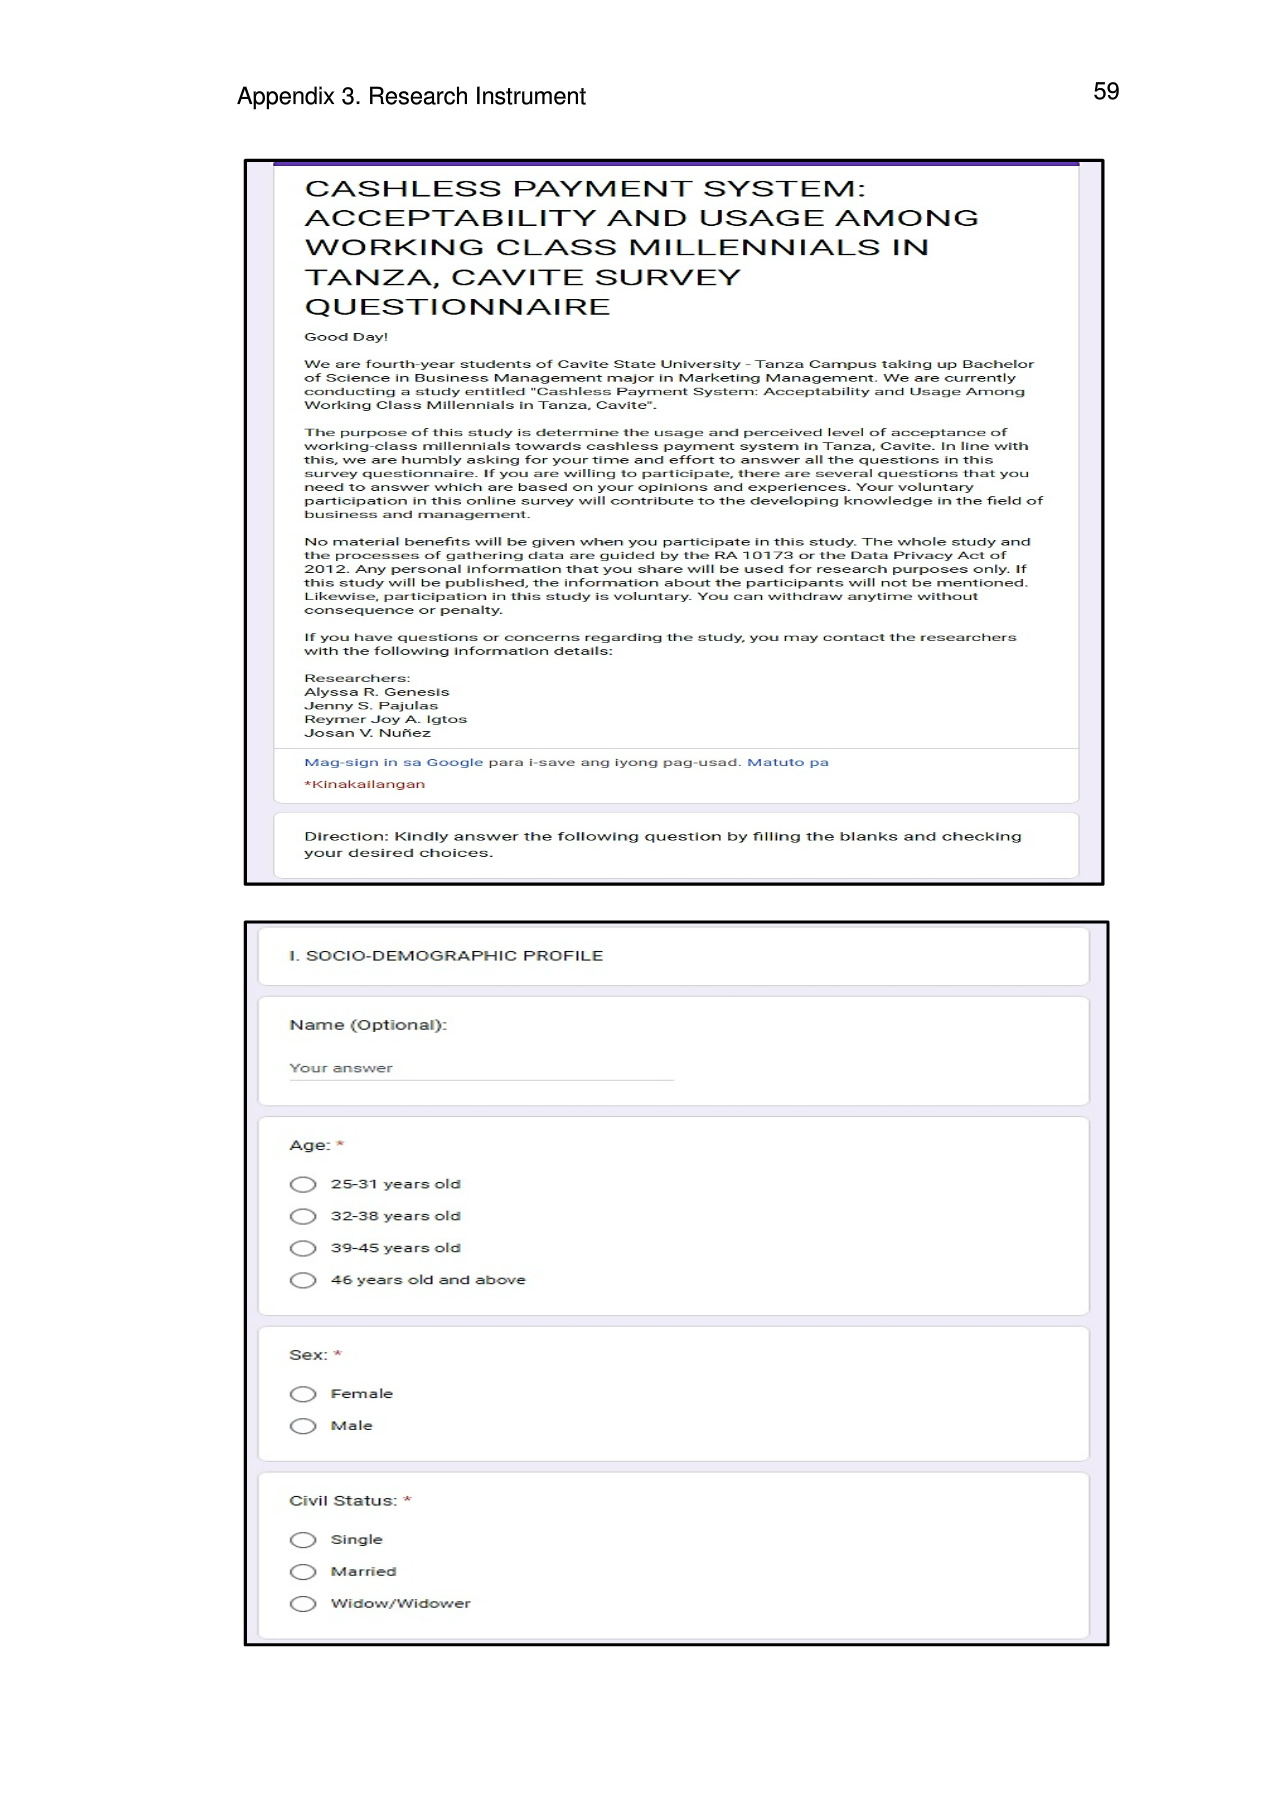 Appendix 3. Research Instrument
59
CASHLESS PAYMENT SYSTEM:
ACCEPTABILITY AND USAGE AMONG
WORKING CLASS MILLENNIALS IN
TANZA, CAVITE SURVEY
QUESTIONNAIRE
Good Day!
We are fourth-year students of Cavite State University - Tanza Campus taking up Bachelor
of Science in Business Management major in Marketing Management. We are currently
conducting a study entitled "Cashless Payment System: Acceptability and Usage Among
Working Class Millennials in Tanza, Cavite".
The purpose of this study is determine the usage and perceived level of acceptance of
working-class millennials towards cashless payment system in Tanza, Cavite. In line with
this, we are humbly asking for your time and effort to answer all the questions in this
survey questionnaire. If you are willing to participate, there are several questions that you
need to answer which are based on your opinions and experiences. Your voluntary
participation in this online survey will contribute to the developing knowledge in the field of
business and management.
No material benefits will be given when you participate in this study. The whole study and
the processes of gathering data are guided by the RA 10173 or the Data Privacy Act of
2012. Any personal information that you share will be used for research purposes only. If
this study will be published, the information about the participants will not be mentioned.
Likewise, participation in this study is voluntary. You can withdraw anytime without
consequence or penalty.
If you have questions or concerns regarding the study, you may contact the researchers
with the following information details:
Researchers:
Alyssa R. Genesis
Jenny S. Pajulas
Reymer Joy A. Igtos
Josan V. Nuñez
Mag-sign in sa Google para i-save ang iyong pag-usad. Matuto pa
*Kinakailangan
Direction: Kindly answer the following question by filling the blanks and checking
your desired choices.
I. SOCIO-DEMOGRAPHIC PROFILE
Name (Optional):
Your answer
Age: *
25-31 years old
32-38 years old
39-45 years old
46 years old and above
Sex: *
Female
Male
Civil Status: *
Single
Married
Widow/Widower